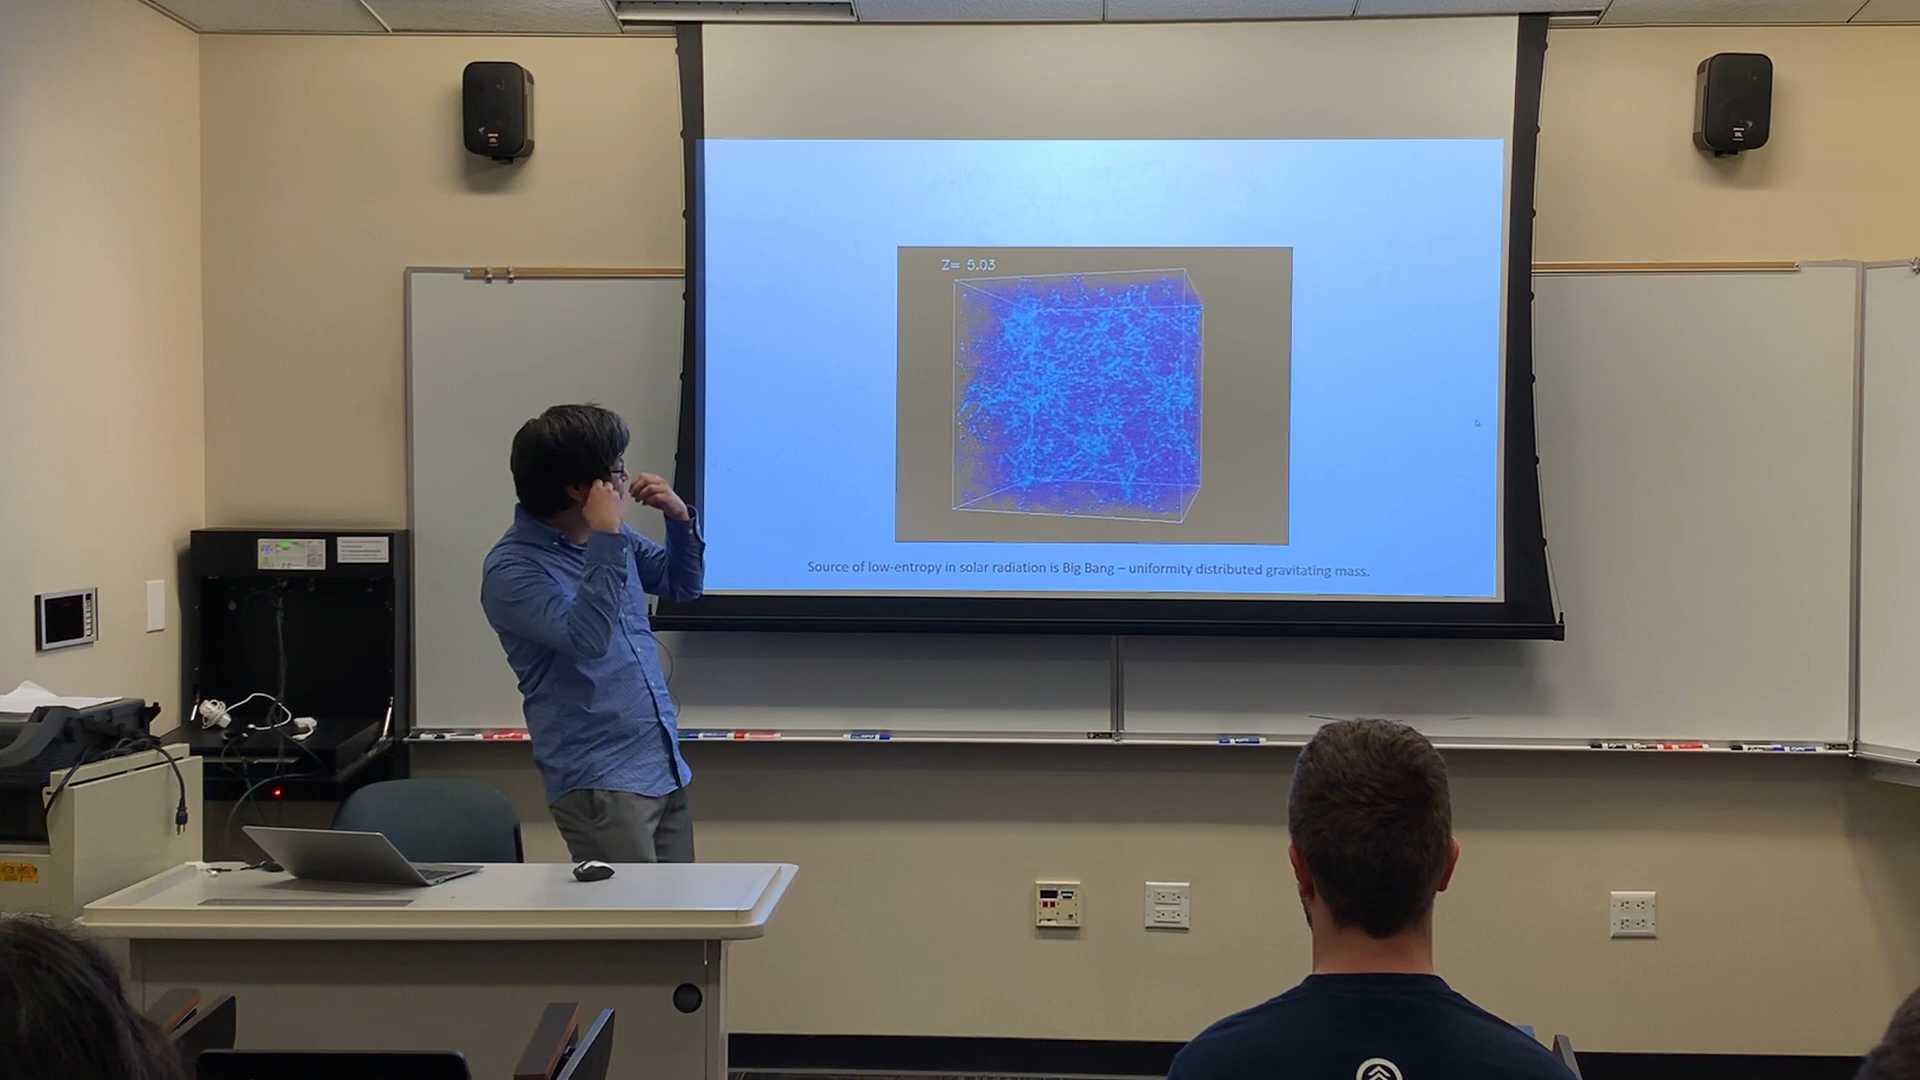 Z= 5.03
Source of low-entropy in solar radiation is Big Bang – uniformity distributed gravitating mass.